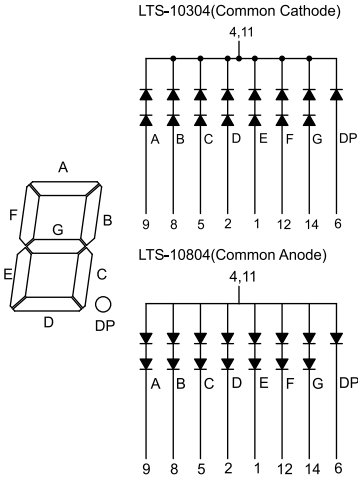 LTS-10304(Common Cathode)
4,11
A B C D E F G DP
9 8 5 2 1 12 14 6
A
F B
G
E C
D
DP
LTS-10804(Common Anode)
4,11
A B C D E F G DP
9 8 5 2 1 12 14 6